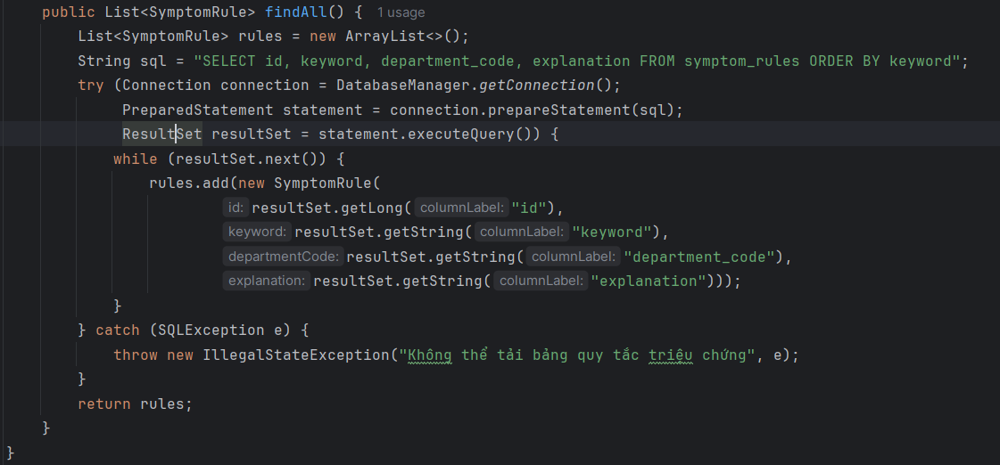 public List<SymptomRule> findAll() { 1 usage
List<SymptomRule> rules = new ArrayList<>();
String sql = "SELECT id, keyword, department_code, explanation FROM symptom_rules ORDER BY keyword";
try (Connection connection = DatabaseManager.getConnection();
PreparedStatement statement = connection.prepareStatement(sql);
ResultSet resultSet = statement.executeQuery()) {
while (resultSet.next()) {
rules.add(new SymptomRule(
id: resultSet.getLong( columnLabel: "id"),
keyword: resultSet.getString( columnLabel: "keyword"),
departmentCode: resultSet.getString( columnLabel: "department_code"),
explanation: resultSet.getString( columnLabel: "explanation")));
}
} catch (SQLException e) {
throw new IllegalStateException("Không thể tải bảng quy tắc triệu chứng", e);
}
return rules;
}
}